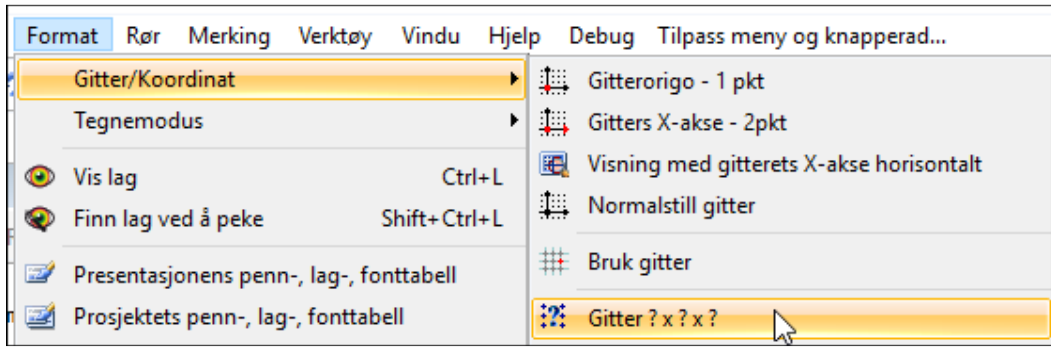 Format Rør Merking Verktøy Vindu Hjelp Debug Tilpass meny og knapperad...
Gitter/Koordinat
Tegnemodus
Vis lag Ctrl+L
Finn lag ved å peke Shift+Ctrl+L
Presentasjonens penn-, lag-, fonttabell
Prosjektets penn-, lag-, fonttabell
Gitterorigo - 1 pkt
Gitters X-akse - 2pkt
Visning med gitterets X-akse horisontalt
Normalstill gitter
Bruk gitter
Gitter ? x ? x ?